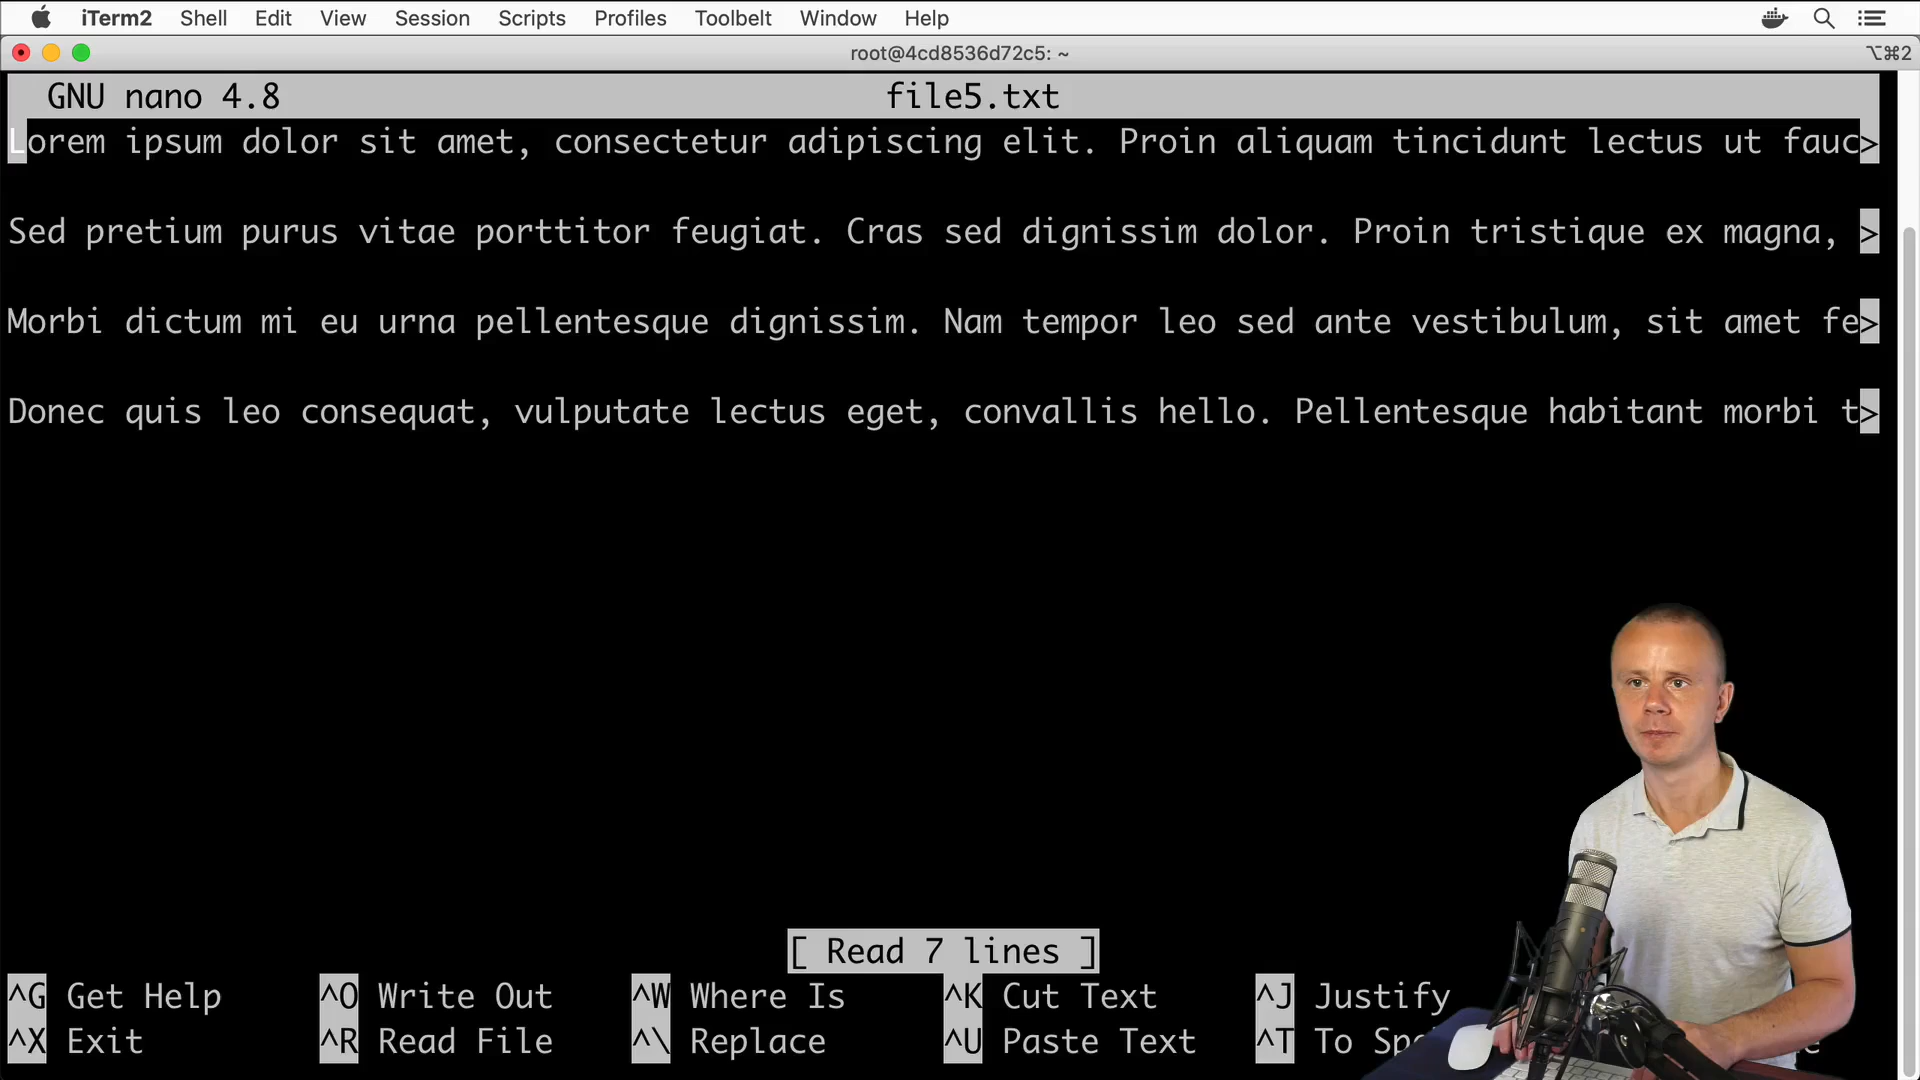 iTerm2 Shell Edit View Session Scripts Profiles Toolbelt Window Help
root@4cd8536d72c5: ~ ⌥⌘2
GNU nano 4.8 file5.txt
Lorem ipsum dolor sit amet, consectetur adipiscing elit. Proin aliquam tincidunt lectus ut fauc>
Sed pretium purus vitae porttitor feugiat. Cras sed dignissim dolor. Proin tristique ex magna, >
Morbi dictum mi eu urna pellentesque dignissim. Nam tempor leo sed ante vestibulum, sit amet fe>
Donec quis leo consequat, vulputate lectus eget, convallis hello. Pellentesque habitant morbi t>
[ Read 7 lines ]
^G Get Help ^O Write Out ^W Where Is ^K Cut Text ^J Justify
^X Exit ^R Read File ^\ Replace ^U Paste Text ^T To